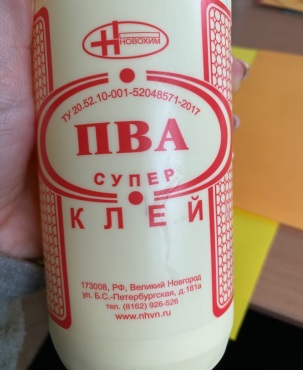 НОВОХИМ
ТУ 20.52.10-001-52048571-2017
ПВА
СУПЕР
КЛЕЙ
173008, РФ, Великий Новгород
ул. Б.С.-Петербургская, д.181а
тел. (8162) 926-526
www.nhvn.ru